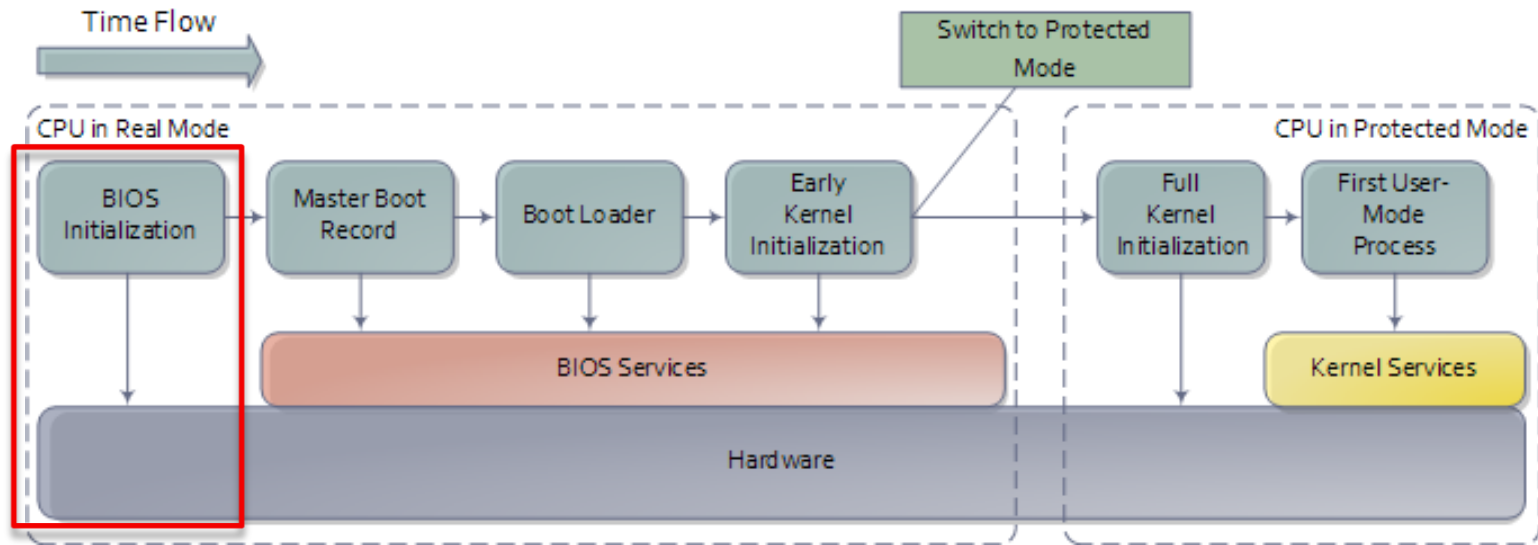 Time Flow
Switch to Protected
Mode
CPU in Real Mode
CPU in Protected Mode
BIOS
Initialization
Master Boot
Record
Boot Loader
Early
Kernel
Initialization
Full
Kernel
Initialization
First User-
Mode
Process
BIOS Services
Kernel Services
Hardware